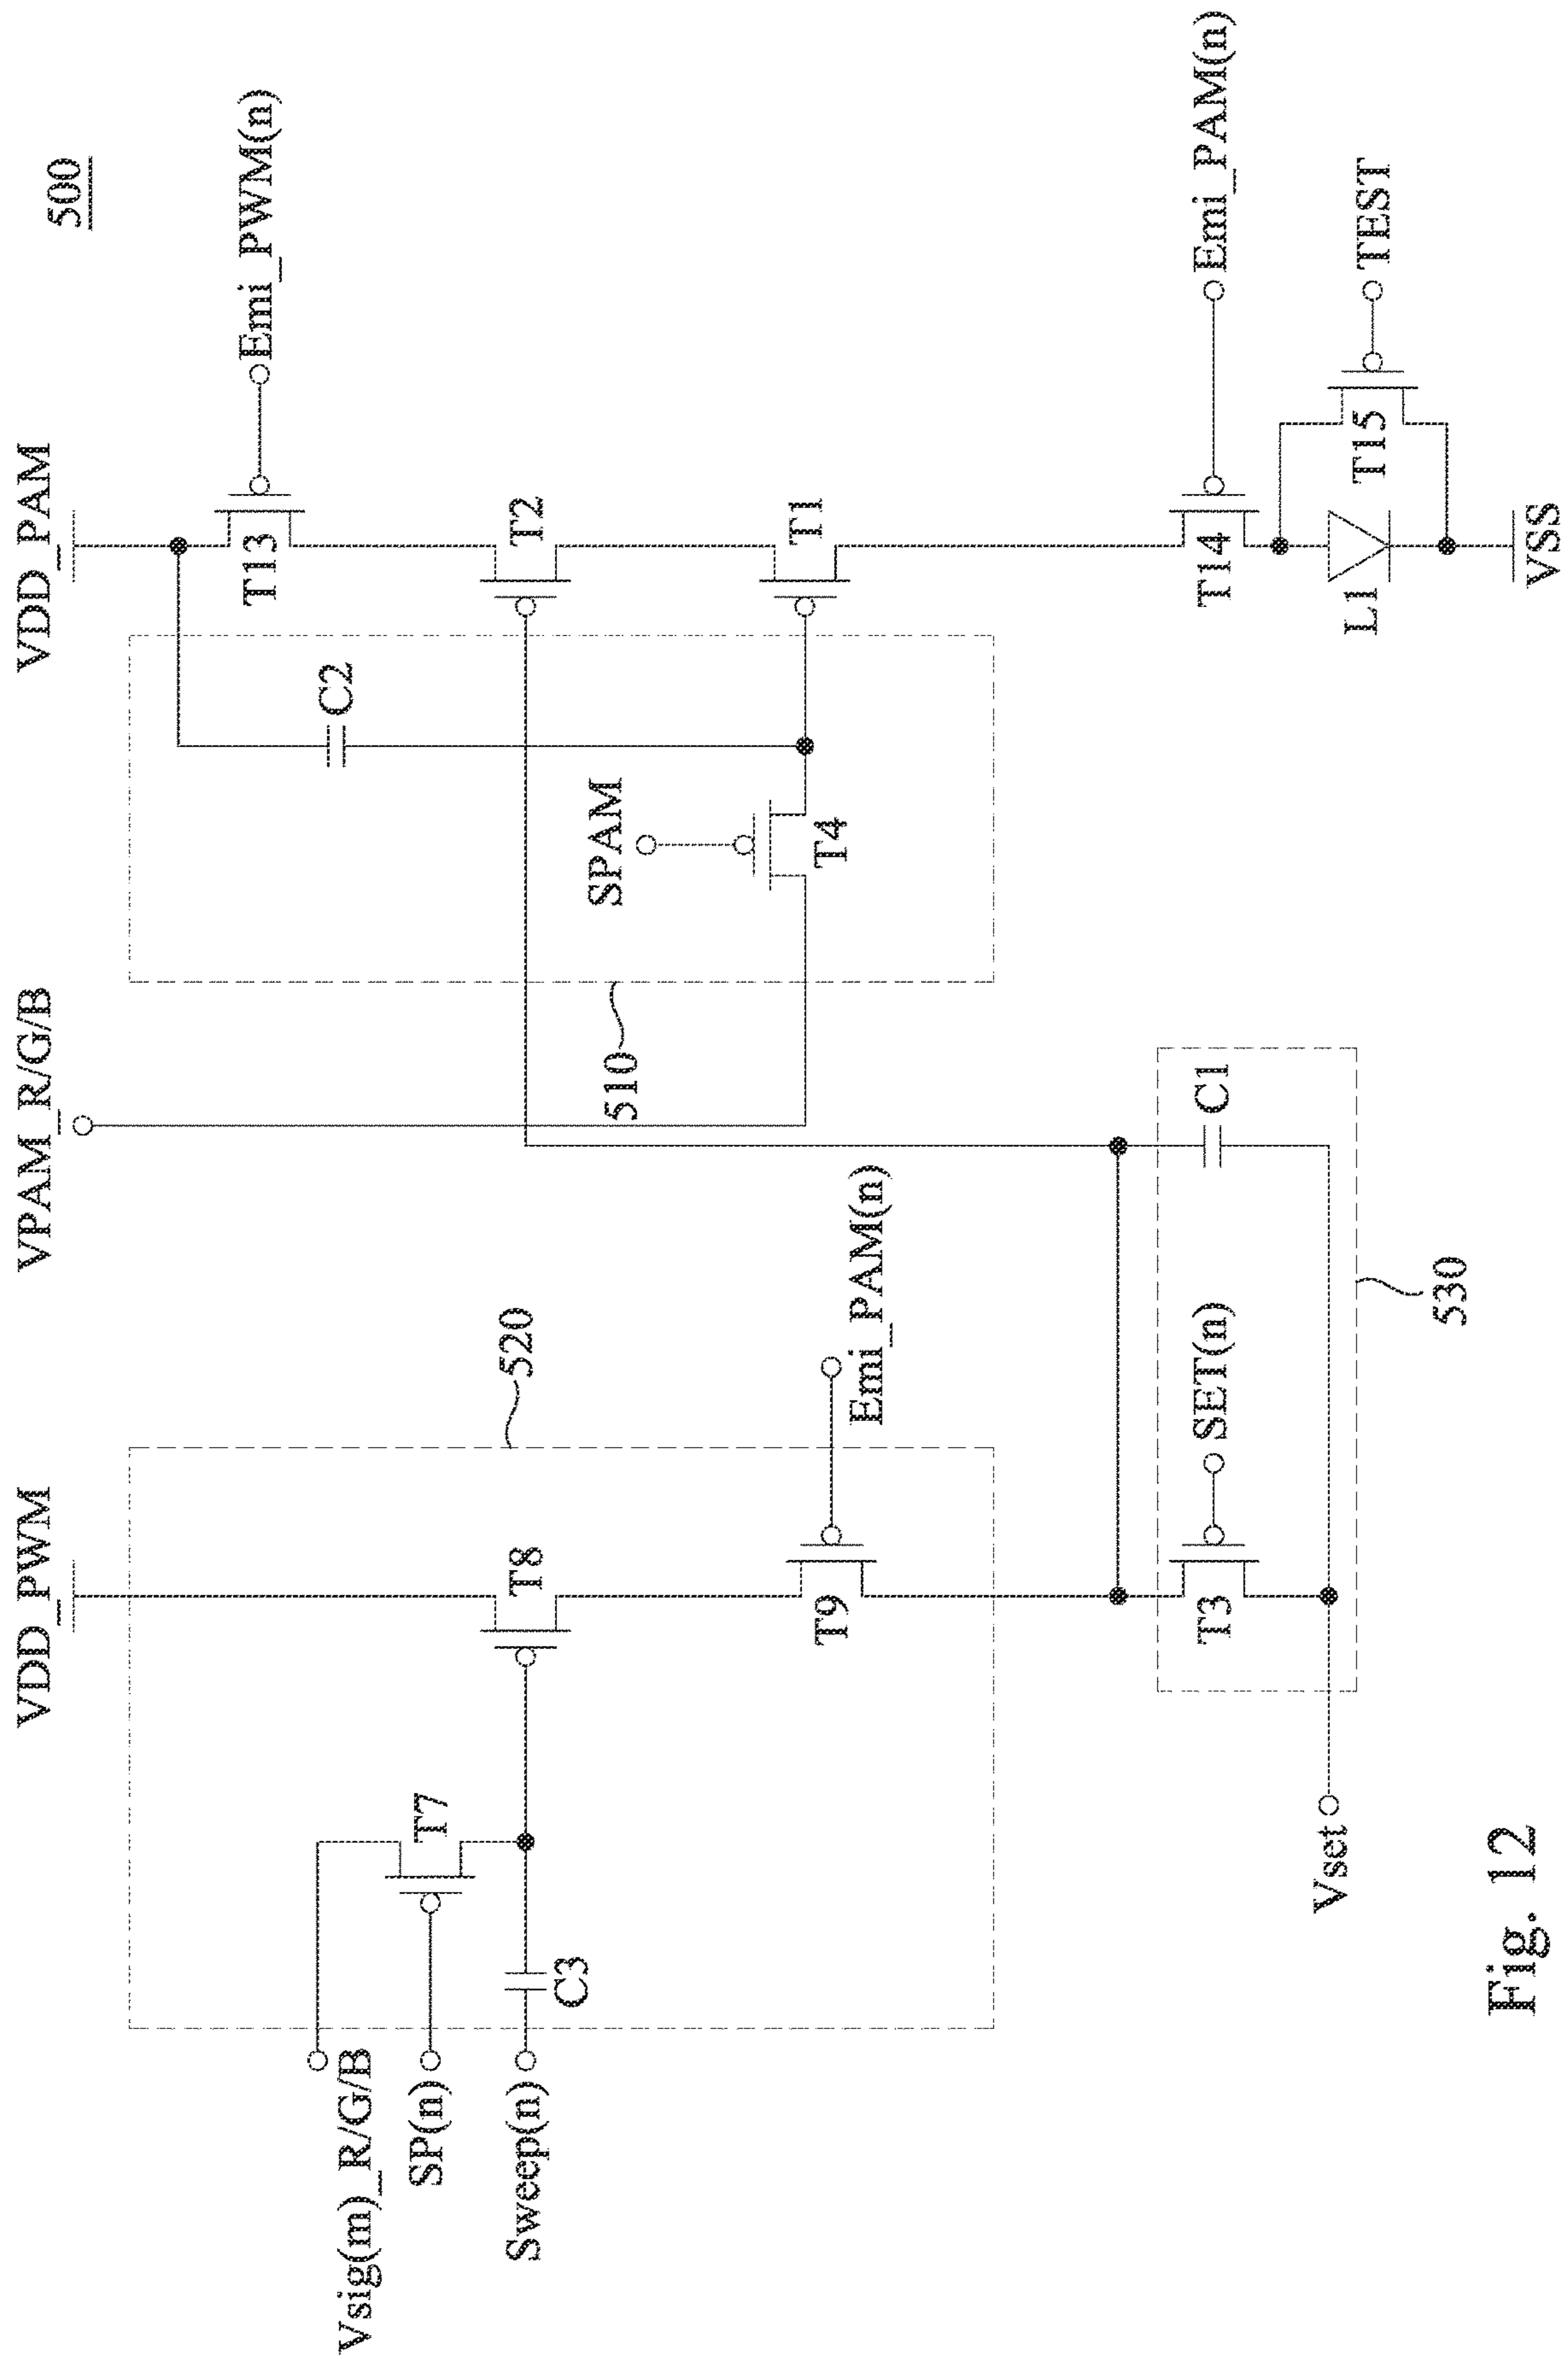 500
VDD_PWM
VPAM_R/G/B
VDD_PAM
Emi_PWM(n)
T13
C2
520
T2
Vsig(m)_R/G/B
T7
SP(n)
T8
Sweep(n)
C3
SPAM
510
T4
T1
T9
Emi_PAM(n)
SET(n)
T3
C1
T14
Emi_PAM(n)
Vset
530
L1
T15
TEST
VSS
Fig. 12